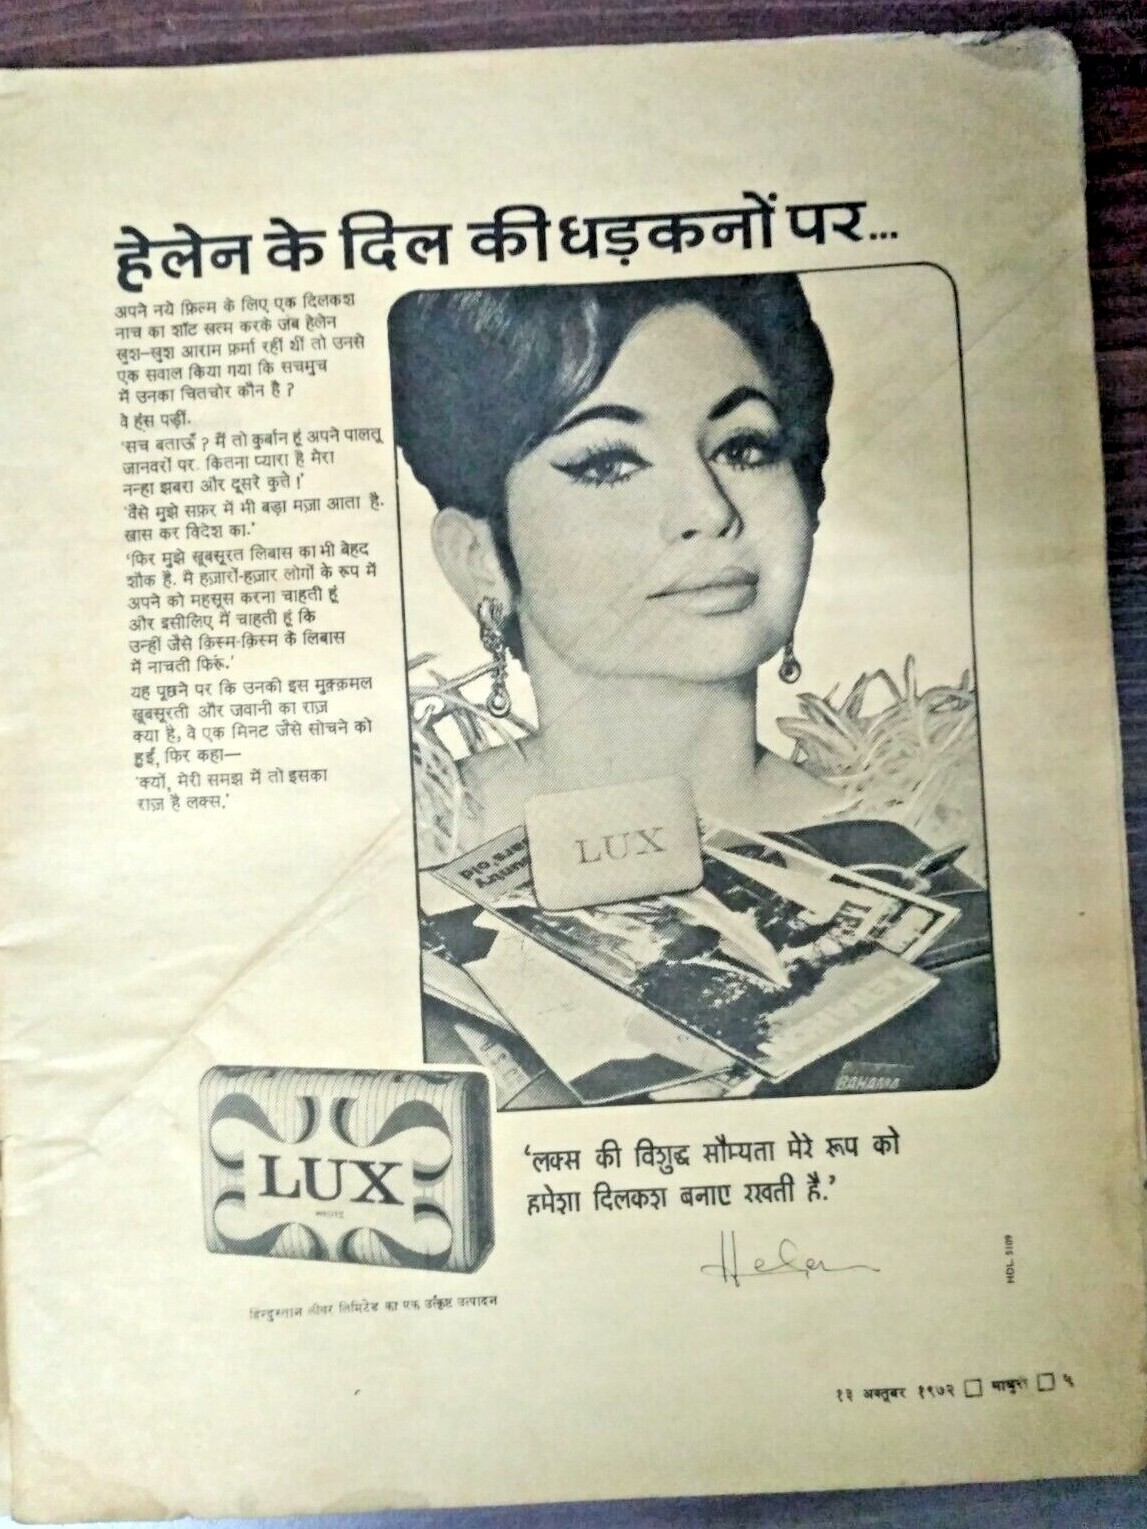 हेलेन के दिल की धड़कनों पर...
अपने नये फ़िल्म के लिए एक दिलकश
नाच का शॉट खत्म करके जब हेलेन
खुश-खुश आराम फ़र्मा रहीं थीं तो उनसे
एक सवाल किया गया कि सचमुच
में उनका चितचोर कौन है ?
वे हंस पड़ीं.
'सच बताऊँ ? मैं तो कुर्बान हूं अपने पालतू
जानवरों पर. कितना प्यारा है मेरा
नन्हा झबरा और दूसरे कुत्ते !'
'वैसे मुझे सफ़र में भी बड़ा मज़ा आता है.
खास कर विदेश का.'
'फिर मुझे खूबसूरत लिबास का भी बेहद
शौक है. मै हज़ारों-हज़ार लोगों के रूप में
अपने को महसूस करना चाहती हूं
और इसीलिए मैं चाहती हूं कि
उन्हीं जैसे क़िस्म-क़िस्म के लिबास
में नाचती फिरूं.'
यह पूछने पर कि उनकी इस मुक़्क़मल
खूबसूरती और जवानी का राज़
क्या है, वे एक मिनट जैसे सोचने को
हुई, फिर कहा—
'क्यों, मेरी समझ में तो इसका
राज़ है लक्स.'
LUX
BAHAMA
LUX
'लक्स की विशुद्ध सौम्यता मेरे रूप को
हमेशा दिलकश बनाए रखती है.'
Helen
HDL. 5109
हिन्दुस्तान लीवर लिमिटेड का एक उत्कृष्ट उत्पादन
१३ अक्तूबर १९७२ □ माधुरी □ ५